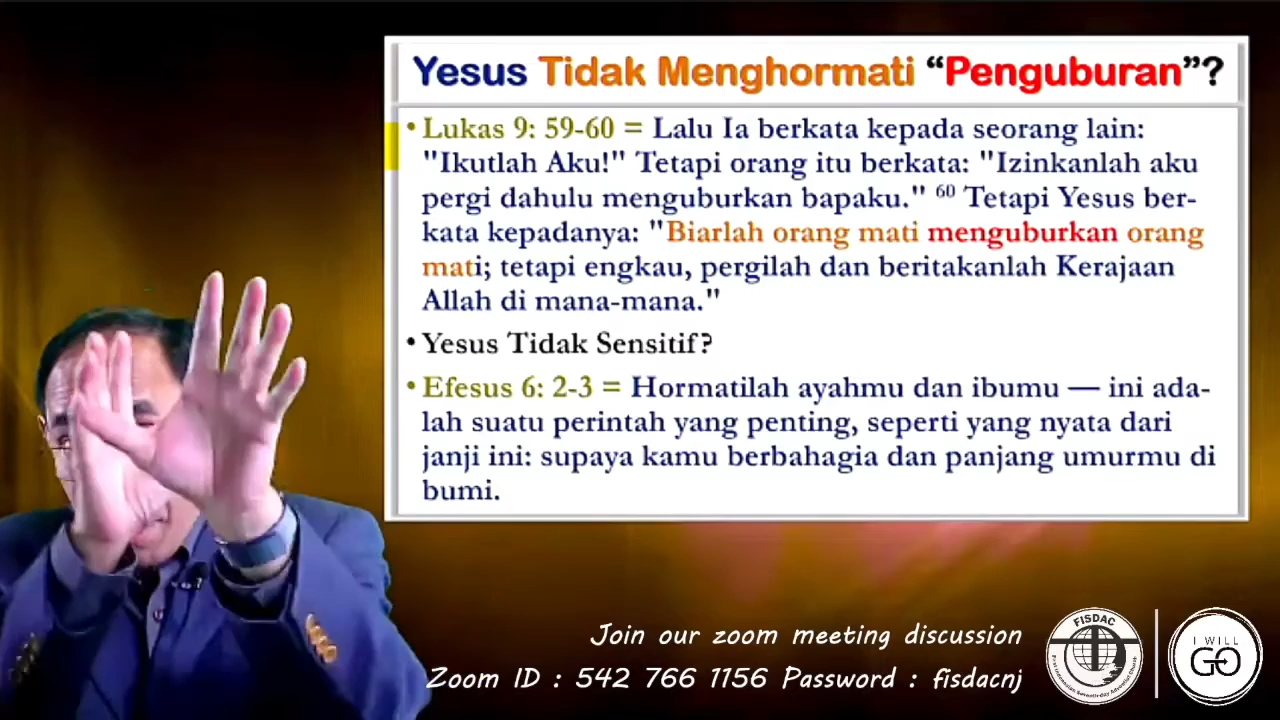 Yesus Tidak Menghormati “Penguburan”?
• Lukas 9: 59-60 = Lalu Ia berkata kepada seorang lain:
"Ikutlah Aku!" Tetapi orang itu berkata: "Izinkanlah aku
pergi dahulu menguburkan bapaku." ⁶⁰ Tetapi Yesus ber-
kata kepadanya: "Biarlah orang mati menguburkan orang
mati; tetapi engkau, pergilah dan beritakanlah Kerajaan
Allah di mana-mana."
• Yesus Tidak Sensitif?
• Efesus 6: 2-3 = Hormatilah ayahmu dan ibumu — ini ada-
lah suatu perintah yang penting, seperti yang nyata dari
janji ini: supaya kamu berbahagia dan panjang umurmu di
bumi.
Join our zoom meeting discussion
Zoom ID : 542 766 1156 Password : fisdacnj
FISDAC
I WILL
GO